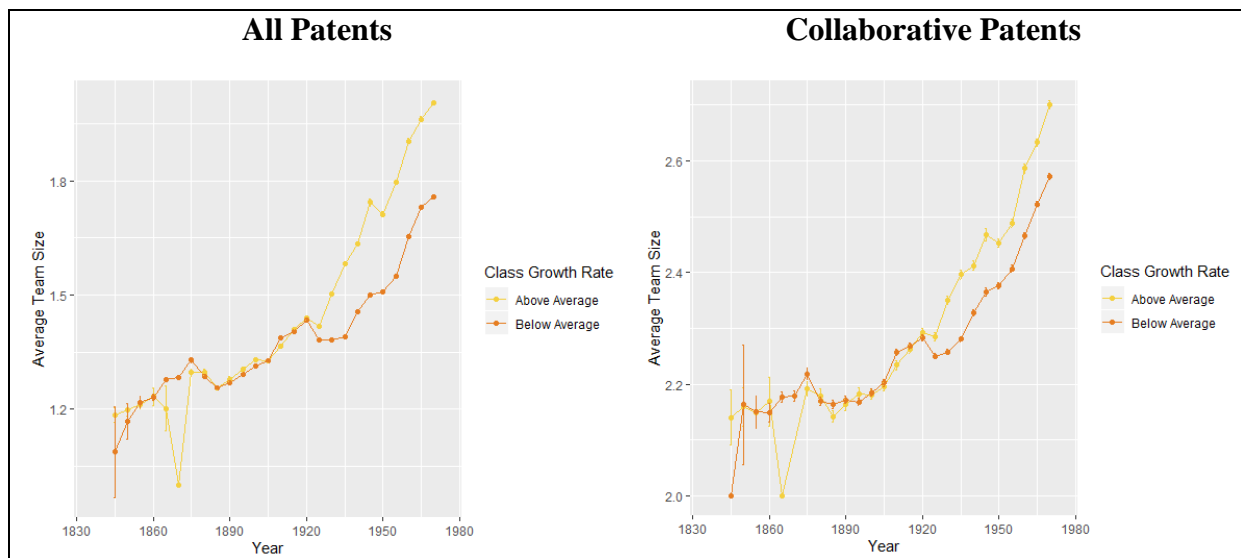 All Patents
Average Team Size
1.8
1.5
1.2
1830
1860
1890
1920
1950
1980
Year
Class Growth Rate
Above Average
Below Average
Collaborative Patents
Average Team Size
2.6
2.4
2.2
2.0
1830
1860
1890
1920
1950
1980
Year
Class Growth Rate
Above Average
Below Average